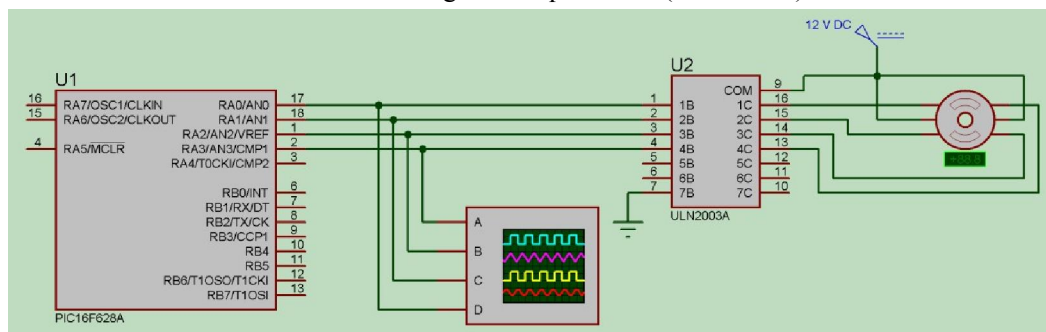 12 V DC
U1
U2
16 RA7/OSC1/CLKIN RA0/AN0 17
15 RA6/OSC2/CLKOUT RA1/AN1 18
RA2/AN2/VREF 1
4 RA5/MCLR RA3/AN3/CMP1 2
RA4/T0CKI/CMP2 3
RB0/INT 6
RB1/RX/DT 7
RB2/TX/CK 8
RB3/CCP1 9
RB4 10
RB5 11
RB6/T1OSO/T1CKI 12
RB7/T1OSI 13
PIC16F628A
A
B
C
D
COM 9
1 1B 1C 16
2 2B 2C 15
3 3B 3C 14
4 4B 4C 13
5 5B 5C 12
6 6B 6C 11
7 7B 7C 10
ULN2003A
+88.8